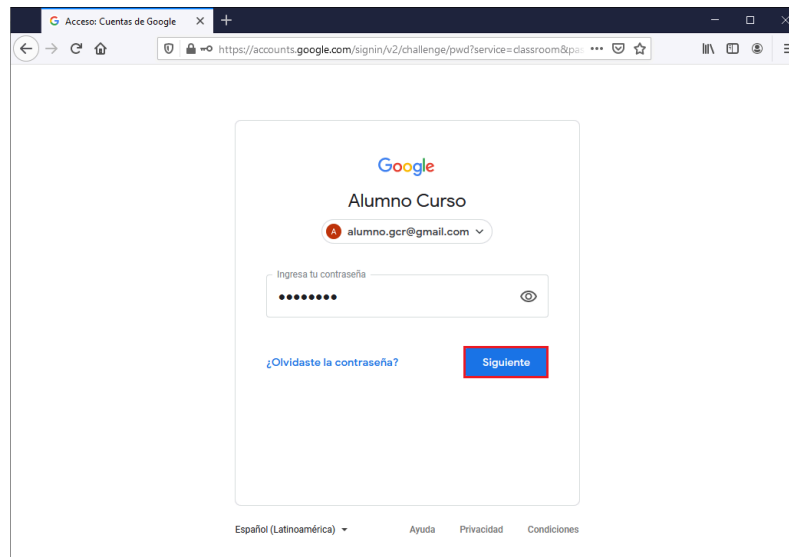 Acceso: Cuentas de Google
https://accounts.google.com/signin/v2/challenge/pwd?service=classroom&pas
Google
Alumno Curso
A alumno.gcr@gmail.com
Ingresa tu contraseña
••••••••
¿Olvidaste la contraseña? Siguiente
Español (Latinoamérica) Ayuda Privacidad Condiciones